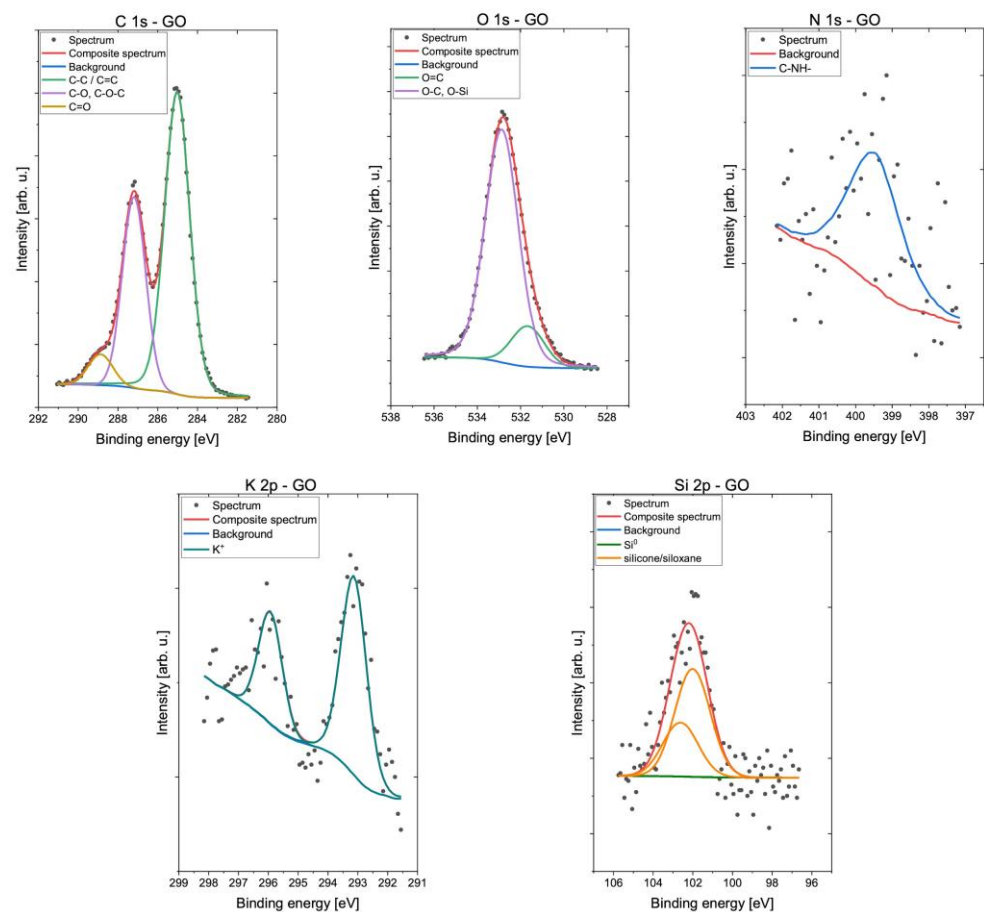 C 1s - GO
Spectrum
Composite spectrum
Background
C-C / C=C
C-O, C-O-C
C=O
Intensity [arb. u.]
292 290 288 286 284 282 280
Binding energy [eV]
O 1s - GO
Spectrum
Composite spectrum
Background
O=C
O-C, O-Si
Intensity [arb. u.]
538 536 534 532 530 528
Binding energy [eV]
N 1s - GO
Spectrum
Background
C-NH-
Intensity [arb. u.]
403 402 401 400 399 398 397
Binding energy [eV]
K 2p - GO
Spectrum
Composite spectrum
Background
K⁺
Intensity [arb. u.]
299 298 297 296 295 294 293 292 291
Binding energy [eV]
Si 2p - GO
Spectrum
Composite spectrum
Background
Si⁰
silicone/siloxane
Intensity [arb. u.]
106 104 102 100 98 96
Binding energy [eV]